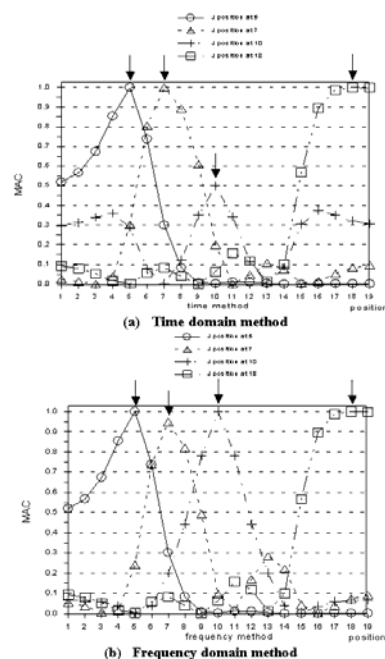 J position at 5
J position at 7
J position at 10
J position at 18
MAC
1.0
0.9
0.8
0.7
0.6
0.5
0.4
0.3
0.2
0.1
0.0
1 2 3 4 5 6 7 8 9 10 11 12 13 14 15 16 17 18 19
time method
position
(a) Time domain method
J position at 5
J position at 7
J position at 10
J position at 18
MAC
1.0
0.9
0.8
0.7
0.6
0.5
0.4
0.3
0.2
0.1
0.0
1 2 3 4 5 6 7 8 9 10 11 12 13 14 15 16 17 18 19
frequency method
position
(b) Frequency domain method